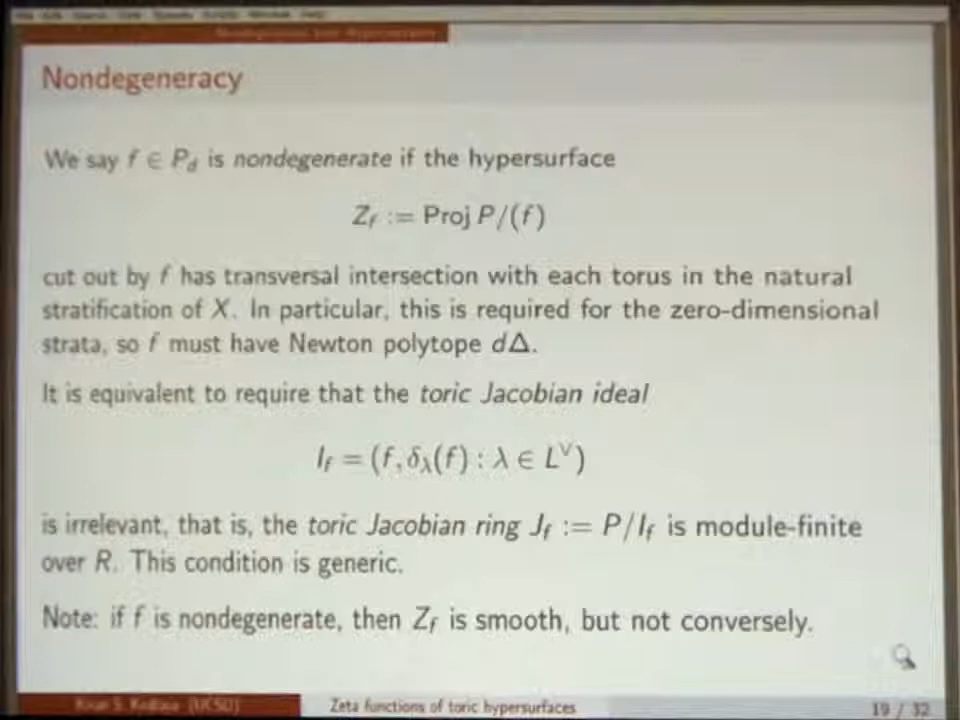 Nondegeneracy
We say f ∈ P_d is nondegenerate if the hypersurface
Z_f := Proj P/(f)
cut out by f has transversal intersection with each torus in the natural
stratification of X. In particular, this is required for the zero-dimensional
strata, so f must have Newton polytope dΔ.
It is equivalent to require that the toric Jacobian ideal
I_f = (f, δ_λ(f) : λ ∈ L^∨)
is irrelevant, that is, the toric Jacobian ring J_f := P/I_f is module-finite
over R. This condition is generic.
Note: if f is nondegenerate, then Z_f is smooth, but not conversely.
Kiran S. Kedlaya (UCSD) Zeta functions of toric hypersurfaces 19 / 32